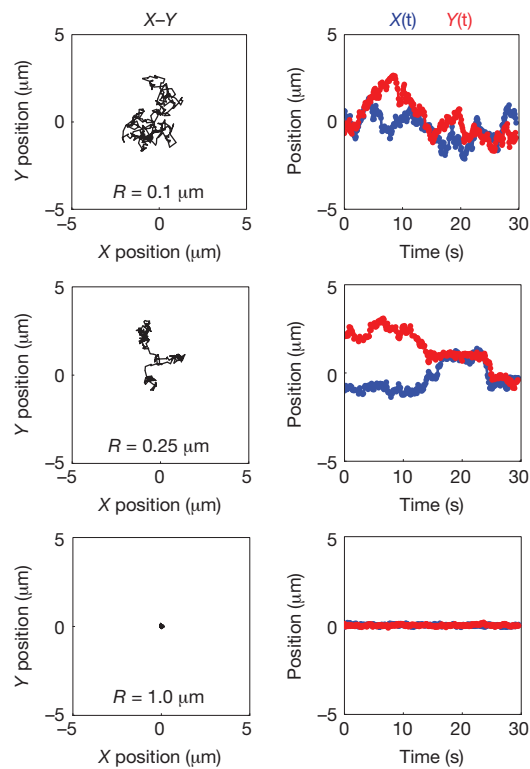 X–Y
X(t) Y(t)
5
0
−5
Y position (μm)
R = 0.1 μm
−5 0 5
X position (μm)
5
0
−5
Position (μm)
0 10 20 30
Time (s)
5
0
−5
Y position (μm)
R = 0.25 μm
−5 0 5
X position (μm)
5
0
−5
Position (μm)
0 10 20 30
Time (s)
5
0
−5
Y position (μm)
R = 1.0 μm
−5 0 5
X position (μm)
5
0
−5
Position (μm)
0 10 20 30
Time (s)